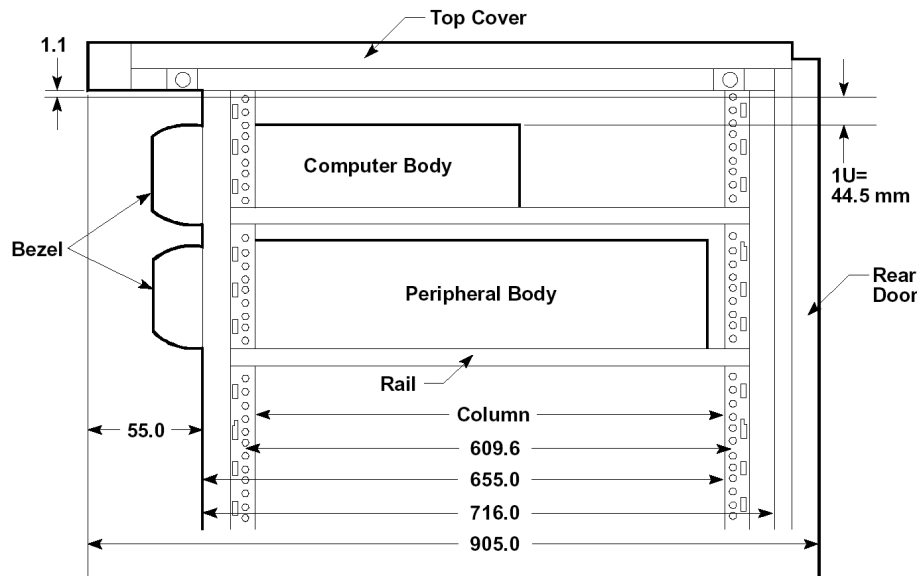 Top Cover
1.1
Computer Body
1U=
44.5 mm
Bezel
Peripheral Body
Rear
Door
Rail
Column
55.0
609.6
655.0
716.0
905.0